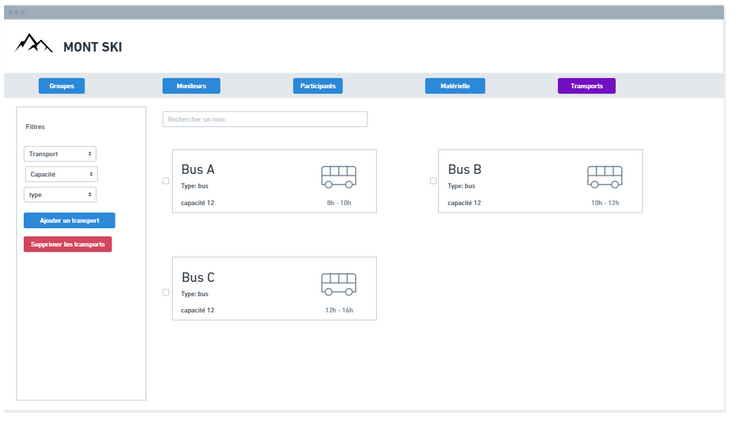 MONT SKI
Groupes
Moniteurs
Participants
Matérielle
Transports
Filtres
Transport
Capacité
type
Ajouter un transport
Supprimer les transports
Rechercher un nom
Bus A
Type: bus
capacité 12
8h - 10h
Bus B
Type: bus
capacité 12
10h - 12h
Bus C
Type: bus
capacité 12
12h - 16h